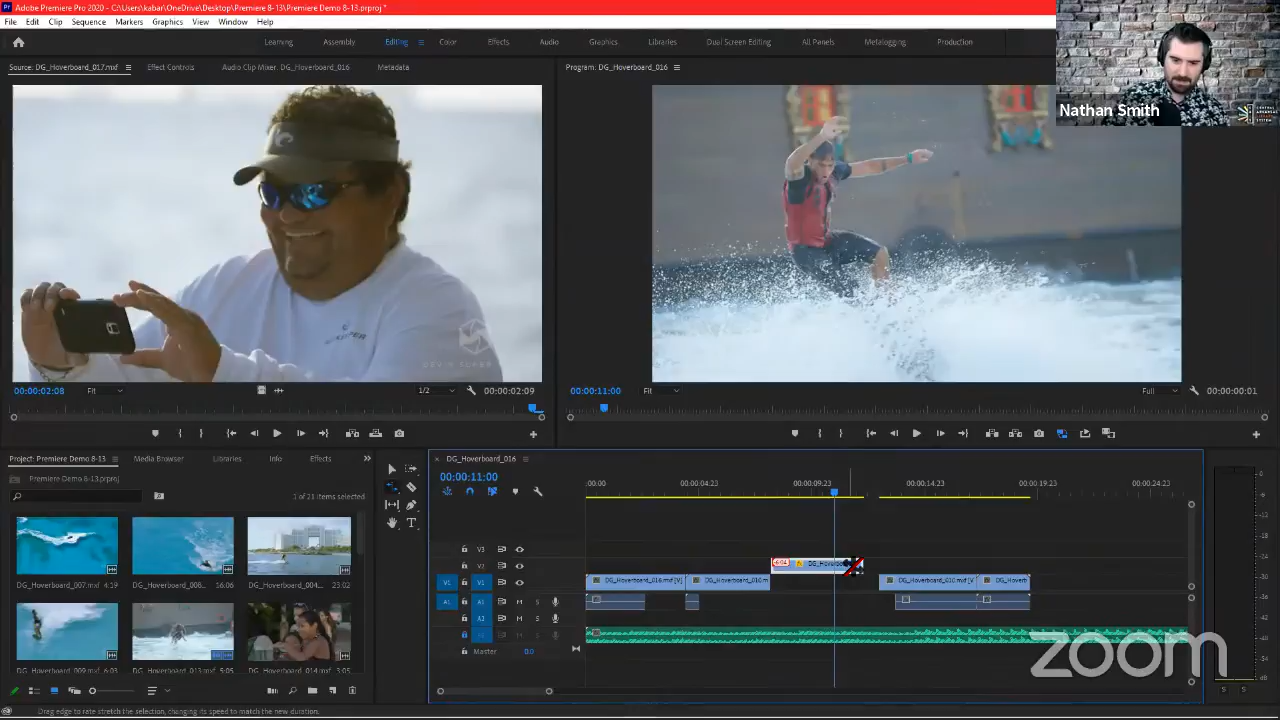 Adobe Premiere Pro 2020 - C:\Users\kabar\OneDrive\Desktop\Premiere 8-13\Premiere Demo 8-13.prproj *
File Edit Clip Sequence Markers Graphics View Window Help
Learning Assembly Editing Color Effects Audio Graphics Libraries Dual Screen Editing All Panels Metalogging Production
Source: DG_Hoverboard_017.mxf Effect Controls Audio Clip Mixer: DG_Hoverboard_016 Metadata
Program: DG_Hoverboard_016
Nathan Smith
00:00:02:08 Fit 1/2 00:00:02:09
00:00:11:00 Fit Full 00:00:00:01
Project: Premiere Demo 8-13 Media Browser Libraries Info Effects
Premiere Demo 8-13.prproj
1 of 21 items selected
DG_Hoverboard_007.mxf 4:19
DG_Hoverboard_008... 16:06
DG_Hoverboard_004... 23:02
DG_Hoverboard_009.mxf 6:03
DG_Hoverboard_013.mxf 5:05
DG_Hoverboard_014.mxf 3:05
DG_Hoverboard_016
00:00:11:00
:00:00 00:00:04:23 00:00:09:23 00:00:14:23 00:00:19:23 00:00:24:23
V3
V2
V1 V1 DG_Hoverboard_016.mxf [V] DG_Hoverboard_010.m DG_Hoverboard_010.mxf [V] DG_Hoverb
A1 A1 M S
A2 M S
Master 0.0
zoom
Drag edge to rate stretch the selection, changing its speed to match the new duration.